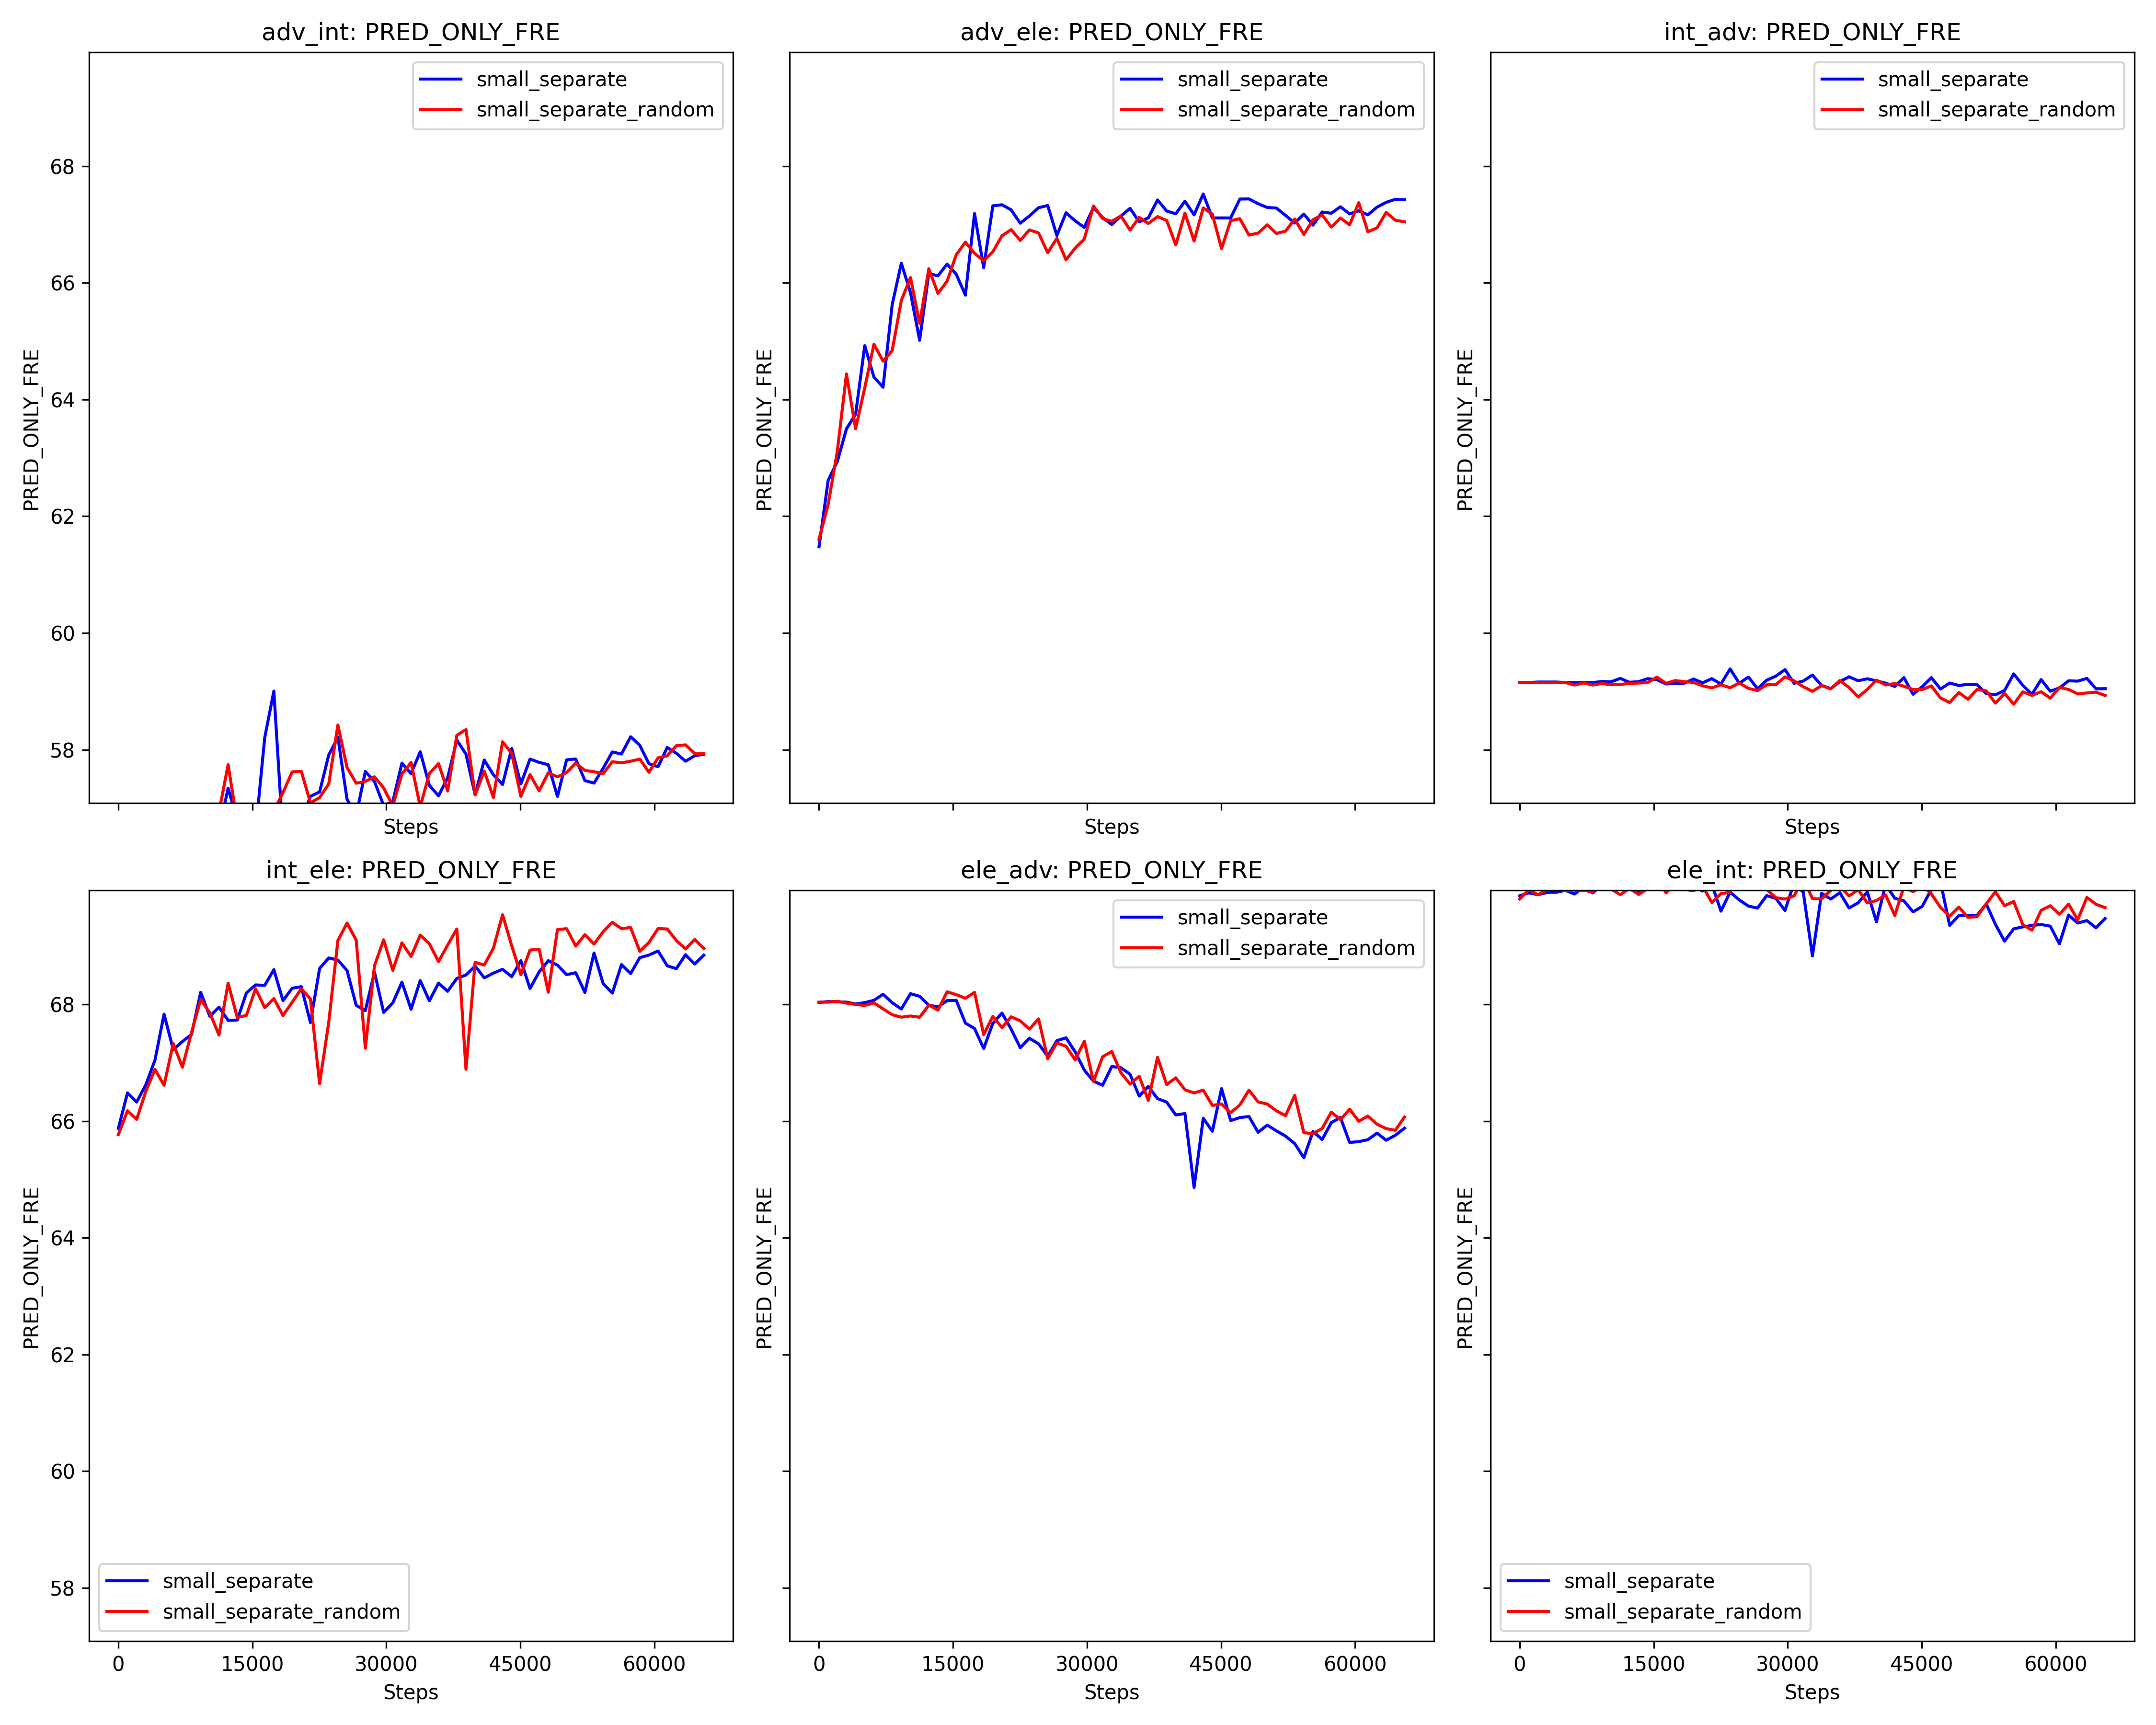 adv_int: PRED_ONLY_FRE
small_separate
small_separate_random
68
66
64
62
60
58
PRED_ONLY_FRE
Steps
adv_ele: PRED_ONLY_FRE
small_separate
small_separate_random
PRED_ONLY_FRE
Steps
int_adv: PRED_ONLY_FRE
small_separate
small_separate_random
PRED_ONLY_FRE
Steps
int_ele: PRED_ONLY_FRE
68
66
64
62
60
58
PRED_ONLY_FRE
small_separate
small_separate_random
0 15000 30000 45000 60000
Steps
ele_adv: PRED_ONLY_FRE
small_separate
small_separate_random
PRED_ONLY_FRE
0 15000 30000 45000 60000
Steps
ele_int: PRED_ONLY_FRE
PRED_ONLY_FRE
small_separate
small_separate_random
0 15000 30000 45000 60000
Steps